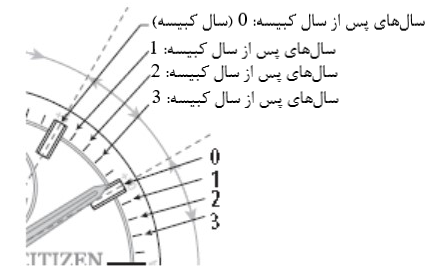 سال‌های پس از سال کبیسه: 0 (سال کبیسه)
سال‌های پس از سال کبیسه: 1
سال‌های پس از سال کبیسه: 2
سال‌های پس از سال کبیسه: 3
0
1
2
3
CITIZEN